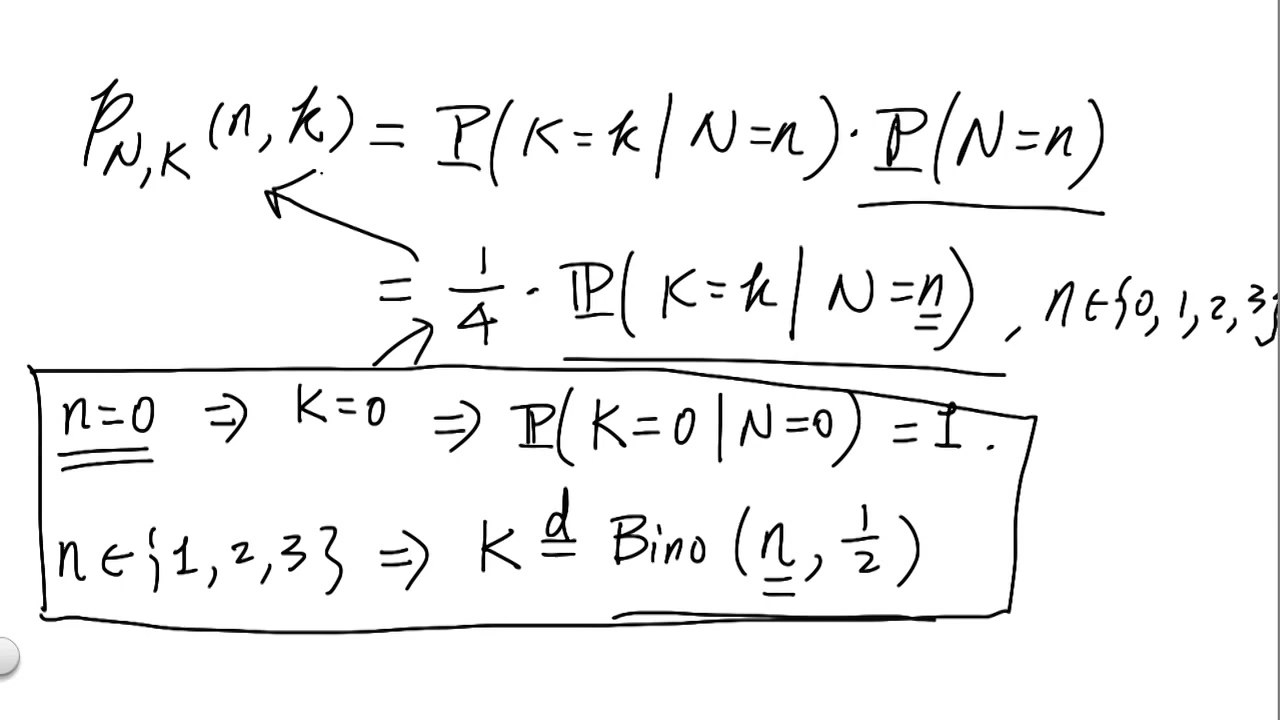 p_{N,K}(n,k) = ℙ(K=k | N=n) · ℙ(N=n)
= 1/4 · ℙ(K=k | N=n), n∈{0,1,2,3}
n=0 ⇒ K=0 ⇒ ℙ(K=0 | N=0) = 1.
n∈{1,2,3} ⇒ K =^d Bino(n, 1/2)